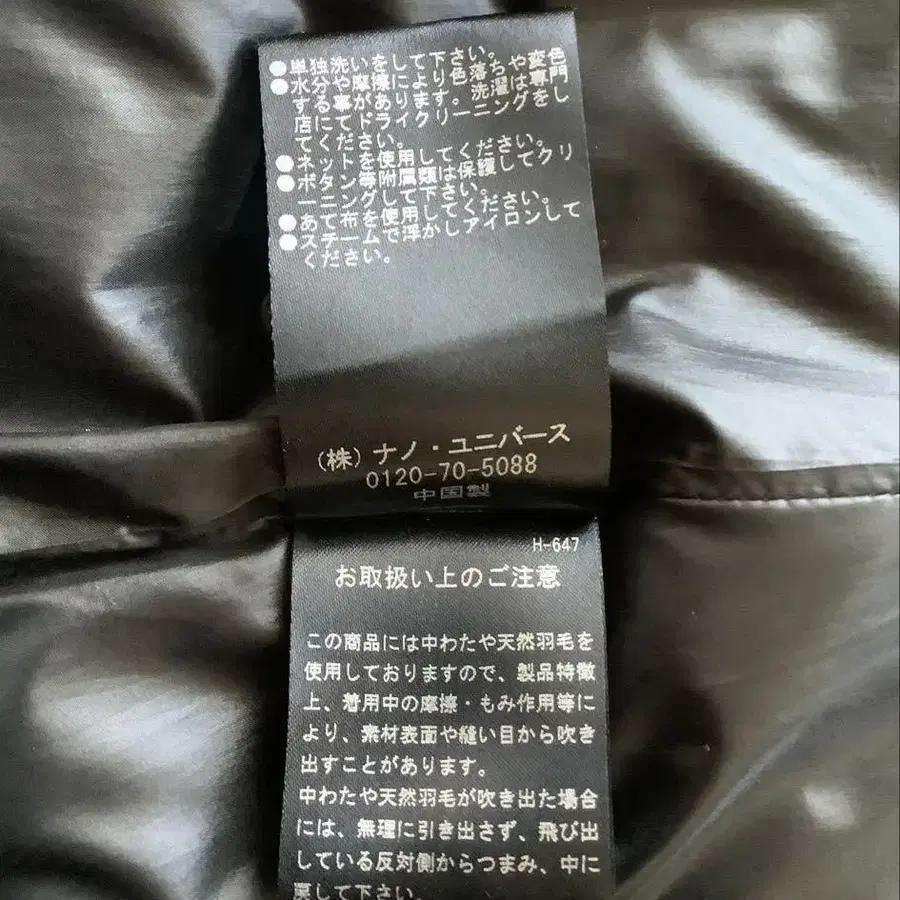 ●単独洗いをして下さい。
●水分や摩擦により色落ちや変色
する事があります。洗濯は専門
店にてドライクリーニングをし
てください。
●ネットを使用してください。
●ボタン等附属類は保護してクリ
ーニングして下さい。
●あて布を使用してください。
●スチームで浮かしアイロンして
ください。
(株)ナノ・ユニバース
0120-70-5088
中国製
H-647
お取扱い上のご注意
この商品には中わたや天然羽毛を
使用しておりますので、製品特徴
上、着用中の摩擦・もみ作用等に
より、素材表面や縫い目から吹き
出すことがあります。
中わたや天然羽毛が吹き出た場合
には、無理に引き出さず、飛び出
している反対側からつまみ、中に
戻して下さい。